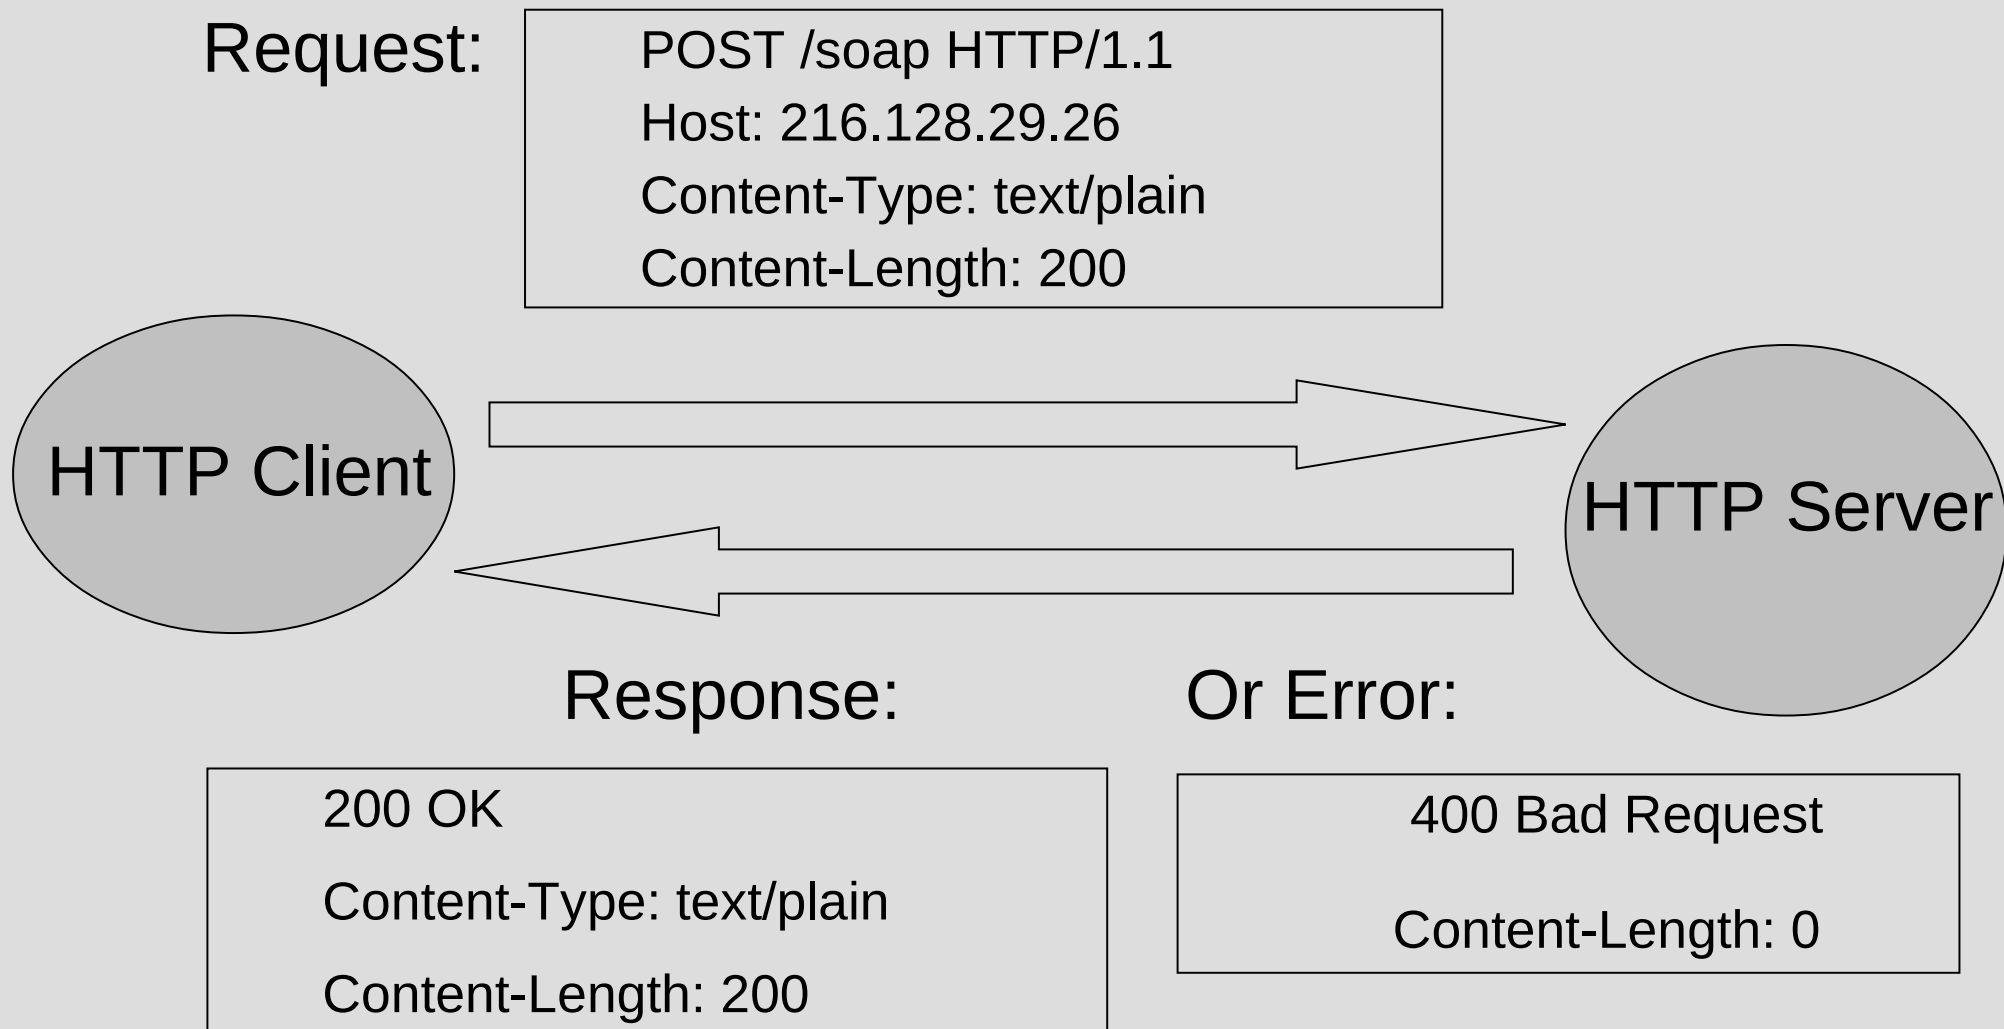 Request:
POST /soap HTTP/1.1
Host: 216.128.29.26
Content-Type: text/plain
Content-Length: 200
HTTP Client
HTTP Server
Response:
200 OK
Content-Type: text/plain
Content-Length: 200
Or Error:
400 Bad Request
Content-Length: 0